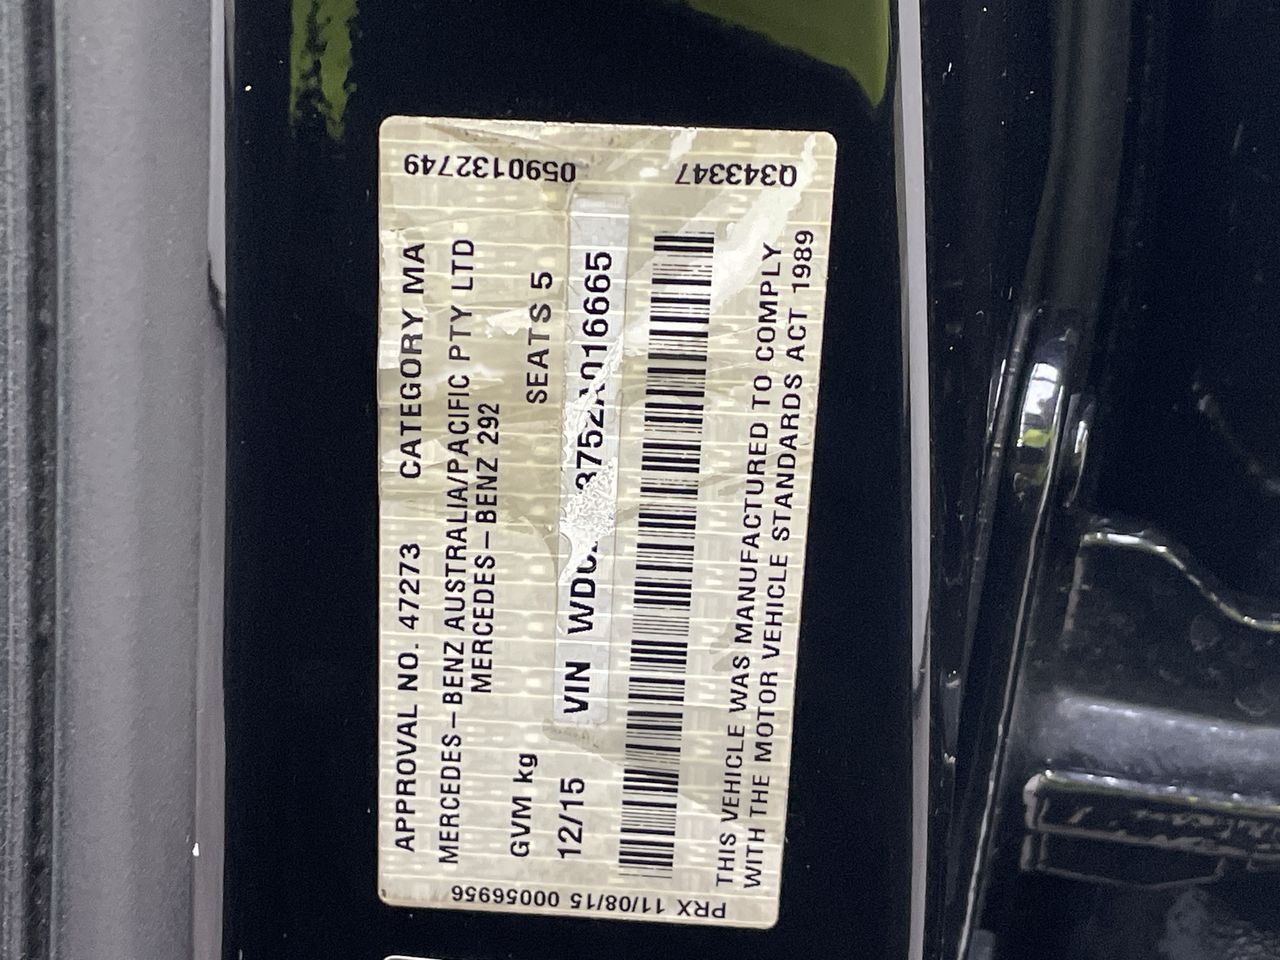 APPROVAL NO. 47273 CATEGORY MA
MERCEDES-BENZ AUSTRALIA/PACIFIC PTY LTD
MERCEDES-BENZ 292
GVM kg SEATS 5
12/15 VIN
THIS VEHICLE WAS MANUFACTURED TO COMPLY
WITH THE MOTOR VEHICLE STANDARDS ACT 1989
0590132749 Q343347
PRX 11/08/15 00056956